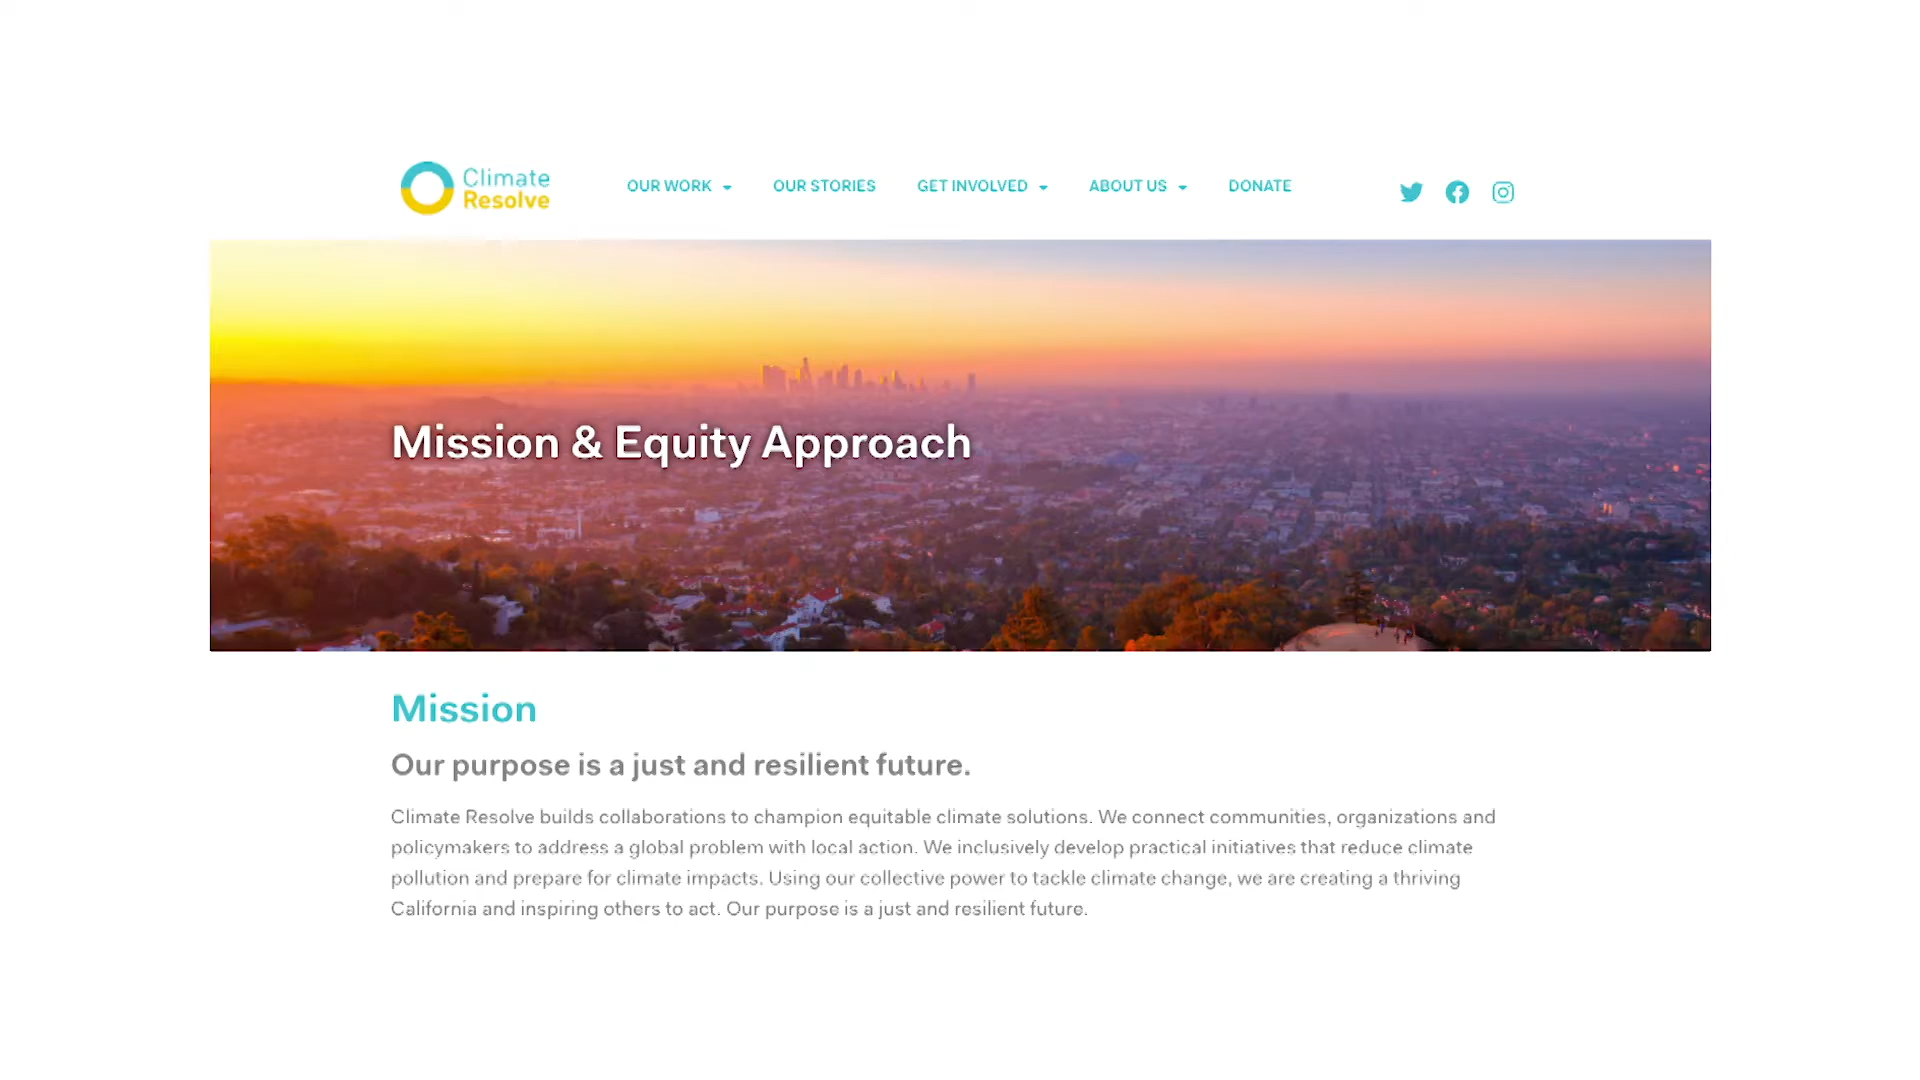 Climate
Resolve
OUR WORK
OUR STORIES
GET INVOLVED
ABOUT US
DONATE
Mission & Equity Approach
Mission
Our purpose is a just and resilient future.
Climate Resolve builds collaborations to champion equitable climate solutions. We connect communities, organizations and
policymakers to address a global problem with local action. We inclusively develop practical initiatives that reduce climate
pollution and prepare for climate impacts. Using our collective power to tackle climate change, we are creating a thriving
California and inspiring others to act. Our purpose is a just and resilient future.